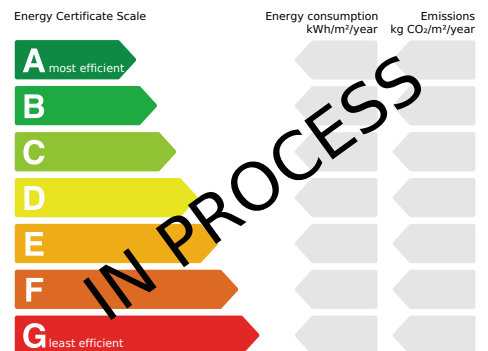 Energy Certificate Scale
Energy consumption
kWh/m²/year
Emissions
kg CO₂/m²/year
A most efficient
B
C
D
E
F
G least efficient
IN PROCESS